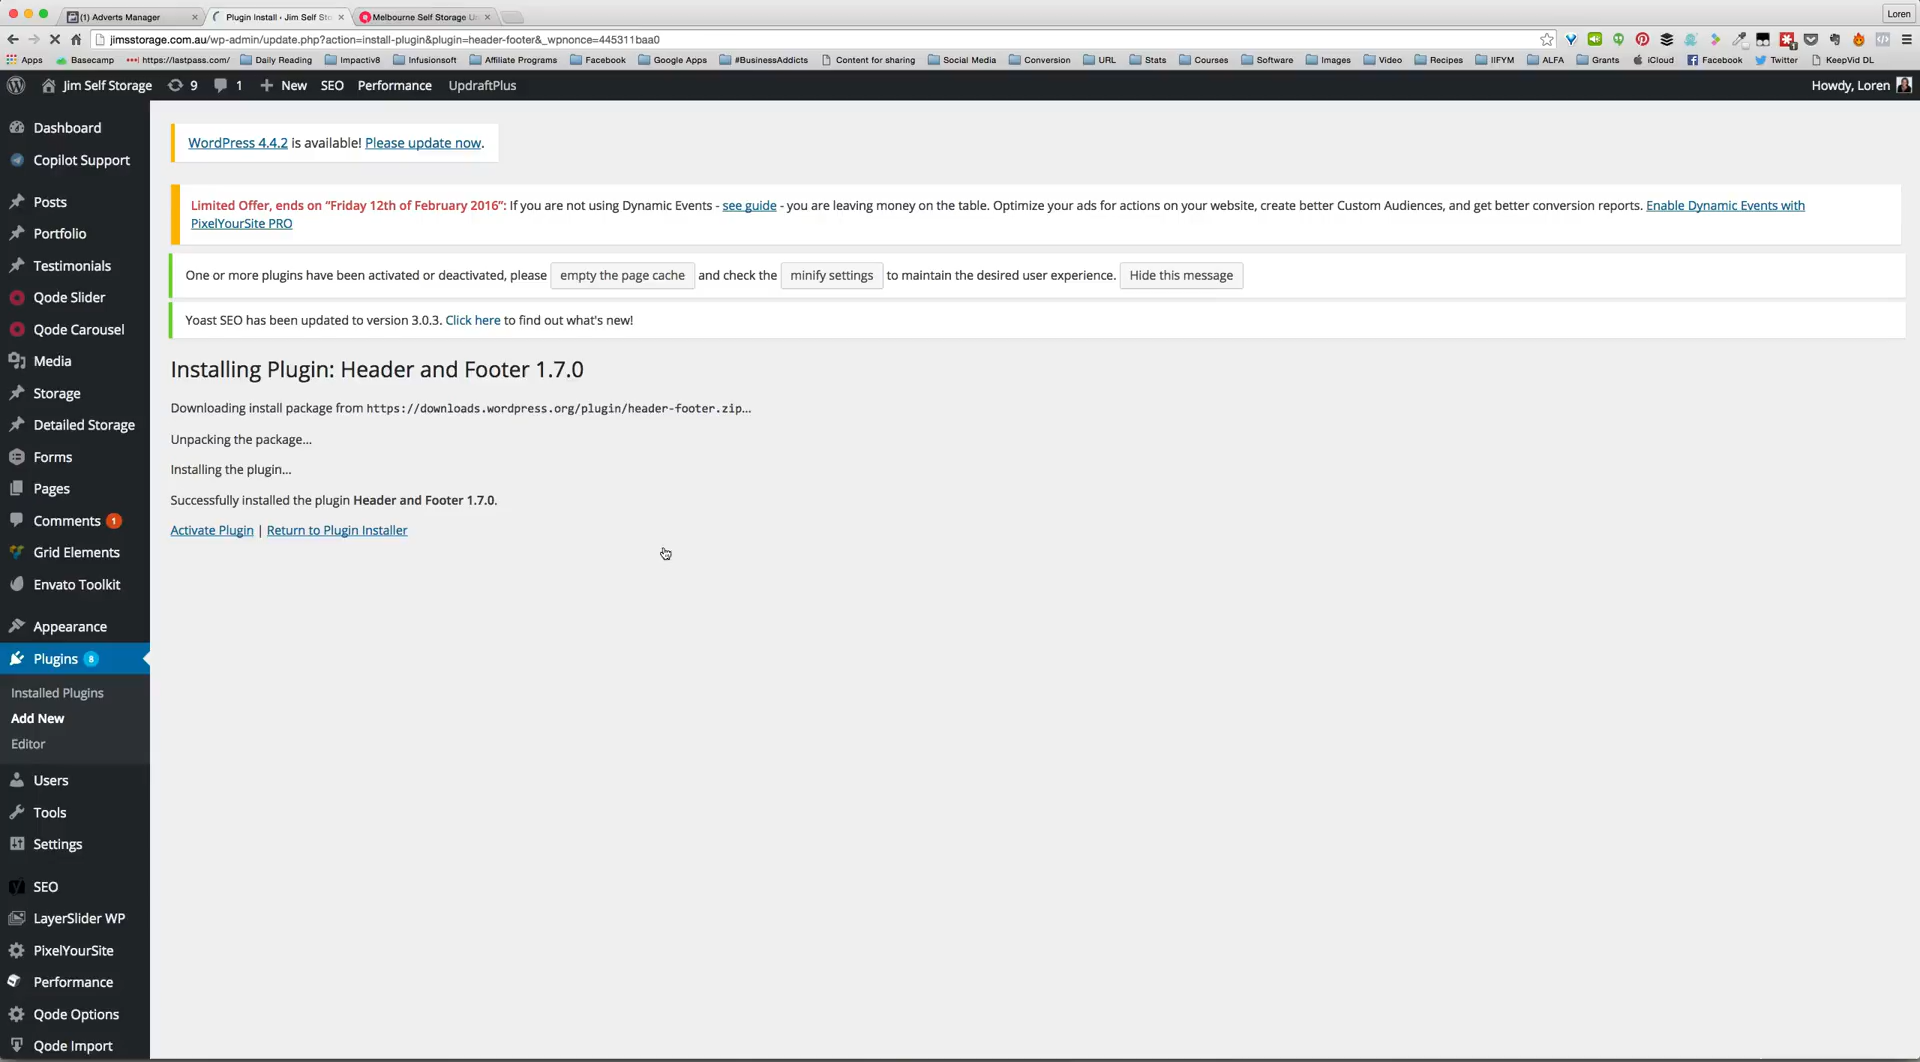 (1) Adverts Manager
Plugin Install ‹ Jim Self Sto
Melbourne Self Storage U
Loren
jimsstorage.com.au/wp-admin/update.php?action=install-plugin&plugin=header-footer&_wpnonce=445311baa0
Apps Basecamp https://lastpass.com/ Daily Reading Impactiv8 Infusionsoft Affiliate Programs Facebook Google Apps #BusinessAddicts Content for sharing Social Media Conversion URL Stats Courses Software Images Video Recipes IIFYM ALFA Grants iCloud Facebook Twitter KeepVid DL
Jim Self Storage 9 1 New SEO Performance UpdraftPlus Howdy, Loren
Dashboard
Copilot Support
Posts
Portfolio
Testimonials
Qode Slider
Qode Carousel
Media
Storage
Detailed Storage
Forms
Pages
Comments 1
Grid Elements
Envato Toolkit
Appearance
Plugins 8
Installed Plugins
Add New
Editor
Users
Tools
Settings
SEO
LayerSlider WP
PixelYourSite
Performance
Qode Options
Qode Import
WordPress 4.4.2 is available! Please update now.
Limited Offer, ends on “Friday 12th of February 2016”: If you are not using Dynamic Events - see guide - you are leaving money on the table. Optimize your ads for actions on your website, create better Custom Audiences, and get better conversion reports. Enable Dynamic Events with
PixelYourSite PRO
One or more plugins have been activated or deactivated, please empty the page cache and check the minify settings to maintain the desired user experience. Hide this message
Yoast SEO has been updated to version 3.0.3. Click here to find out what's new!
Installing Plugin: Header and Footer 1.7.0
Downloading install package from https://downloads.wordpress.org/plugin/header-footer.zip…
Unpacking the package…
Installing the plugin…
Successfully installed the plugin Header and Footer 1.7.0.
Activate Plugin | Return to Plugin Installer